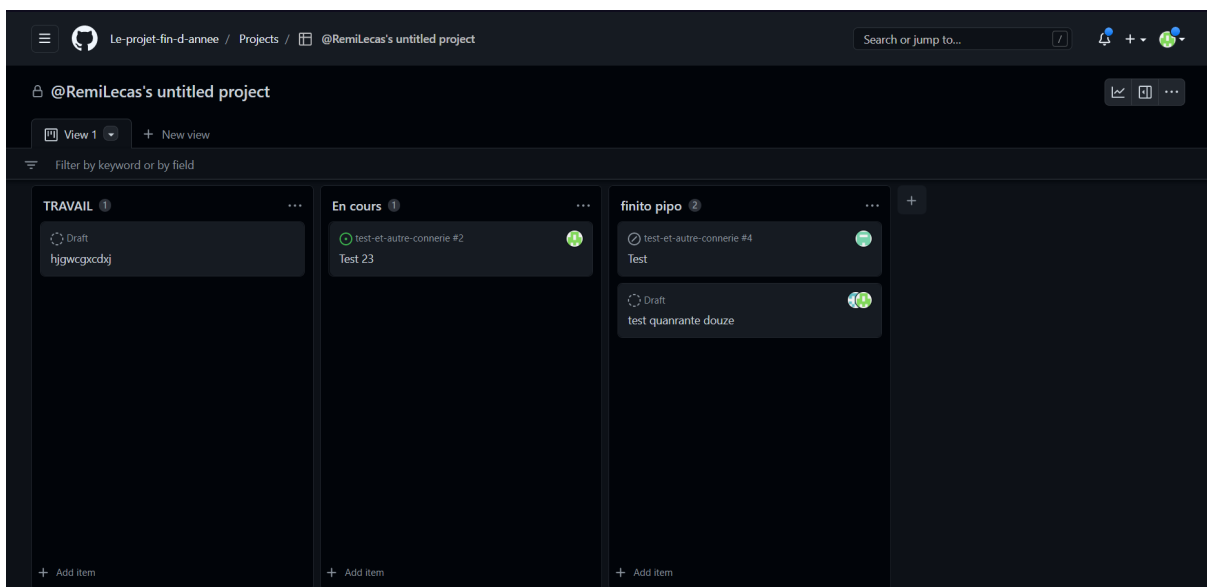 Le-projet-fin-d-annee / Projects / @RemiLecas's untitled project
Search or jump to... /
@RemiLecas's untitled project
View 1
+ New view
Filter by keyword or by field
TRAVAIL 1
Draft
hjgwcgxcdxj
+ Add item
En cours 1
test-et-autre-connerie #2
Test 23
+ Add item
finito pipo 2
test-et-autre-connerie #4
Test
Draft
test quanrante douze
+ Add item